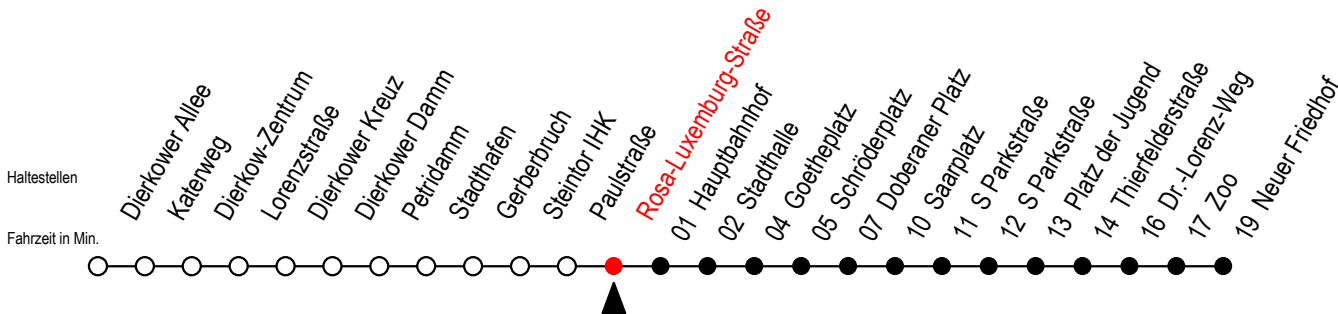 Haltestellen
Fahrzeit in Min.
Dierkower Allee
Katerweg
Dierkow-Zentrum
Lorenzstraße
Dierkower Kreuz
Dierkower Damm
Petridamm
Stadthafen
Gerberbruch
Steintor IHK
Paulstraße
Rosa-Luxemburg-Straße
01 Hauptbahnhof
02 Stadthalle
04 Goetheplatz
05 Schröderplatz
07 Doberaner Platz
10 Saarplatz
11 S Parkstraße
12 S Parkstraße
13 Platz der Jugend
14 Thierfelderstraße
16 Dr.-Lorenz-Weg
17 Zoo
19 Neuer Friedhof